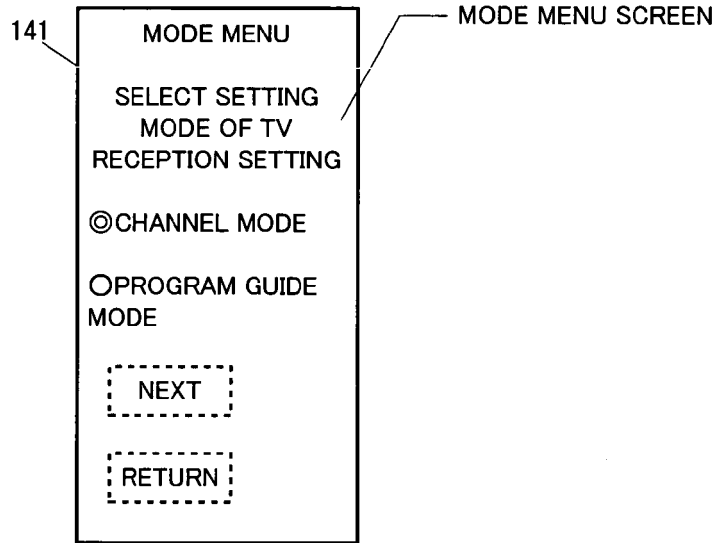 141
MODE MENU SCREEN
MODE MENU
SELECT SETTING
MODE OF TV
RECEPTION SETTING
◎CHANNEL MODE
○PROGRAM GUIDE
MODE
NEXT
RETURN